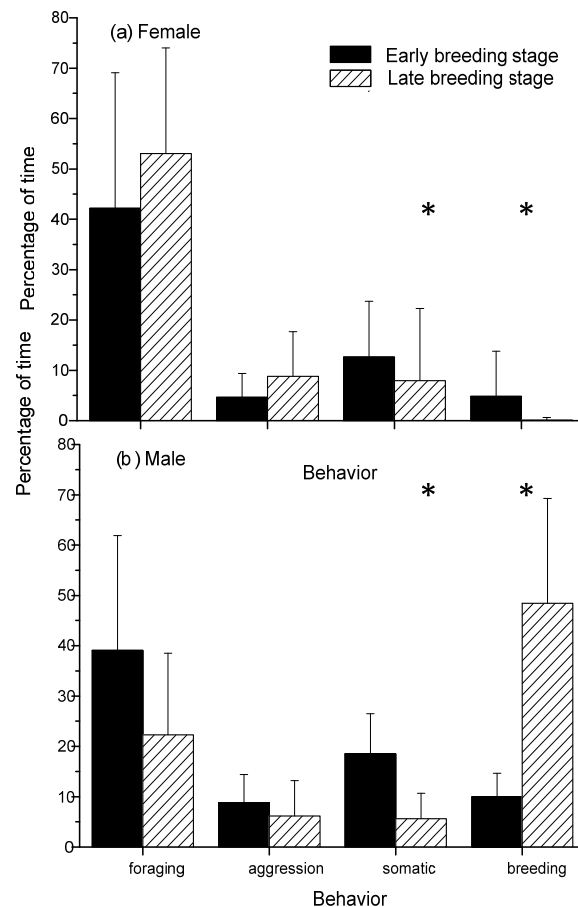 80
(a) Female
Early breeding stage
Late breeding stage
70
60
50
40
*
*
30
20
10
0
Percentage of time
Percentage of time
80
(b) Male
Behavior
70
*
*
60
50
40
30
20
10
0
foraging
aggression
somatic
breeding
Behavior